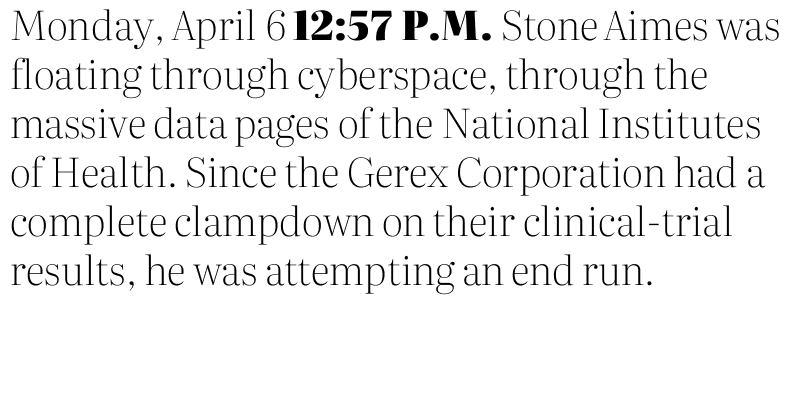 Monday, April 6 12:57 P.M. Stone Aimes was
floating through cyberspace, through the
massive data pages of the National Institutes
of Health. Since the Gerex Corporation had a
complete clampdown on their clinical-trial
results, he was attempting an end run.